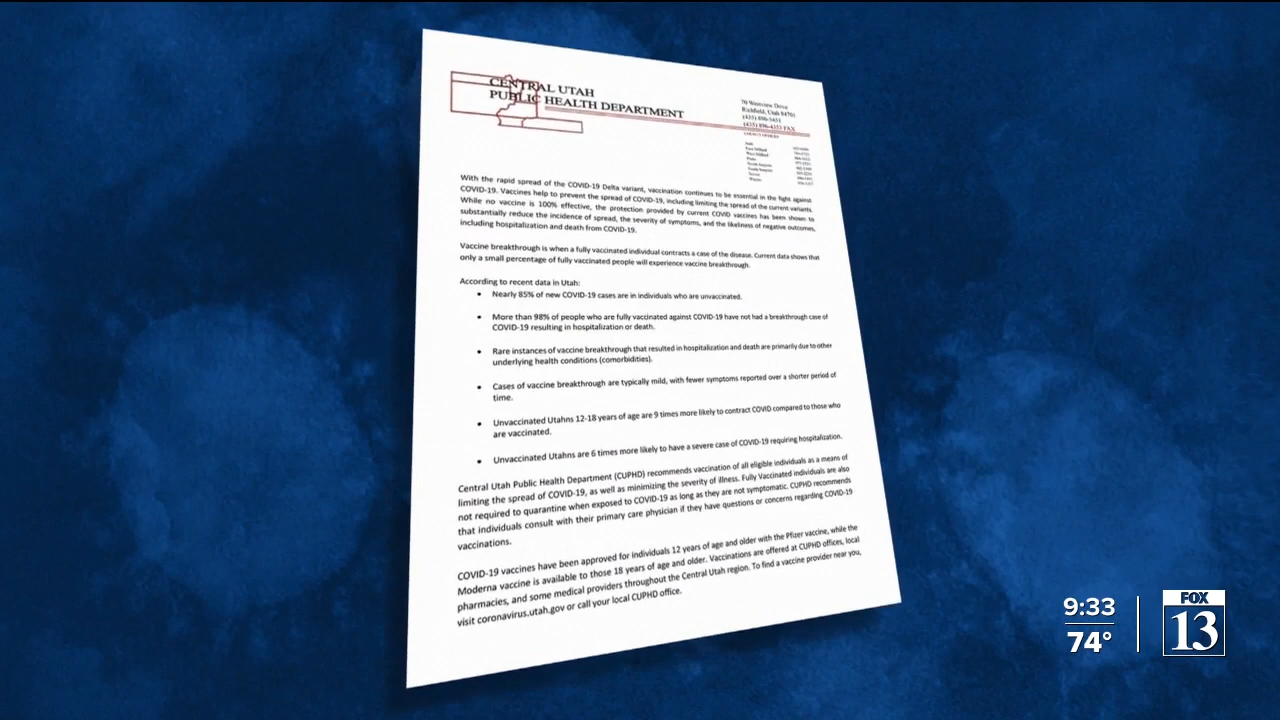 CENTRAL UTAH
PUBLIC HEALTH DEPARTMENT
70 Westview Drive
Richfield, Utah 84701
(435) 896-5451
(435) 896-4353 FAX
With the rapid spread of the COVID-19 Delta variant, vaccination continues to be essential in the fight against
COVID-19. Vaccines help to prevent the spread of COVID-19, including limiting the spread of the current variants.
While no vaccine is 100% effective, the protection provided by current COVID vaccines has been shown to
substantially reduce the incidence of spread, the severity of symptoms, and the likeliness of negative outcomes,
including hospitalization and death from COVID-19.
Vaccine breakthrough is when a fully vaccinated individual contracts a case of the disease. Current data shows that
only a small percentage of fully vaccinated people will experience vaccine breakthrough.
According to recent data in Utah:
• Nearly 85% of new COVID-19 cases are in individuals who are unvaccinated.
• More than 98% of people who are fully vaccinated against COVID-19 have not had a breakthrough case of
COVID-19 resulting in hospitalization or death.
• Rare instances of vaccine breakthrough that resulted in hospitalization and death are primarily due to other
underlying health conditions (comorbidities).
• Cases of vaccine breakthrough are typically mild, with fewer symptoms reported over a shorter period of
time.
• Unvaccinated Utahns 12-18 years of age are 9 times more likely to contract COVID compared to those who
are vaccinated.
• Unvaccinated Utahns are 6 times more likely to have a severe case of COVID-19 requiring hospitalization.
Central Utah Public Health Department (CUPHD) recommends vaccination of all eligible individuals as a means of
limiting the spread of COVID-19, as well as minimizing the severity of illness. Fully Vaccinated individuals are also
not required to quarantine when exposed to COVID-19 as long as they are not symptomatic. CUPHD recommends
that individuals consult with their primary care physician if they have questions or concerns regarding COVID-19
vaccinations.
COVID-19 vaccines have been approved for individuals 12 years of age and older with the Pfizer vaccine, while the
Moderna vaccine is available to those 18 years of age and older. Vaccinations are offered at CUPHD offices, local
pharmacies, and some medical providers throughout the Central Utah region. To find a vaccine provider near you,
visit coronavirus.utah.gov or call your local CUPHD office.
9:33
74°
FOX
13